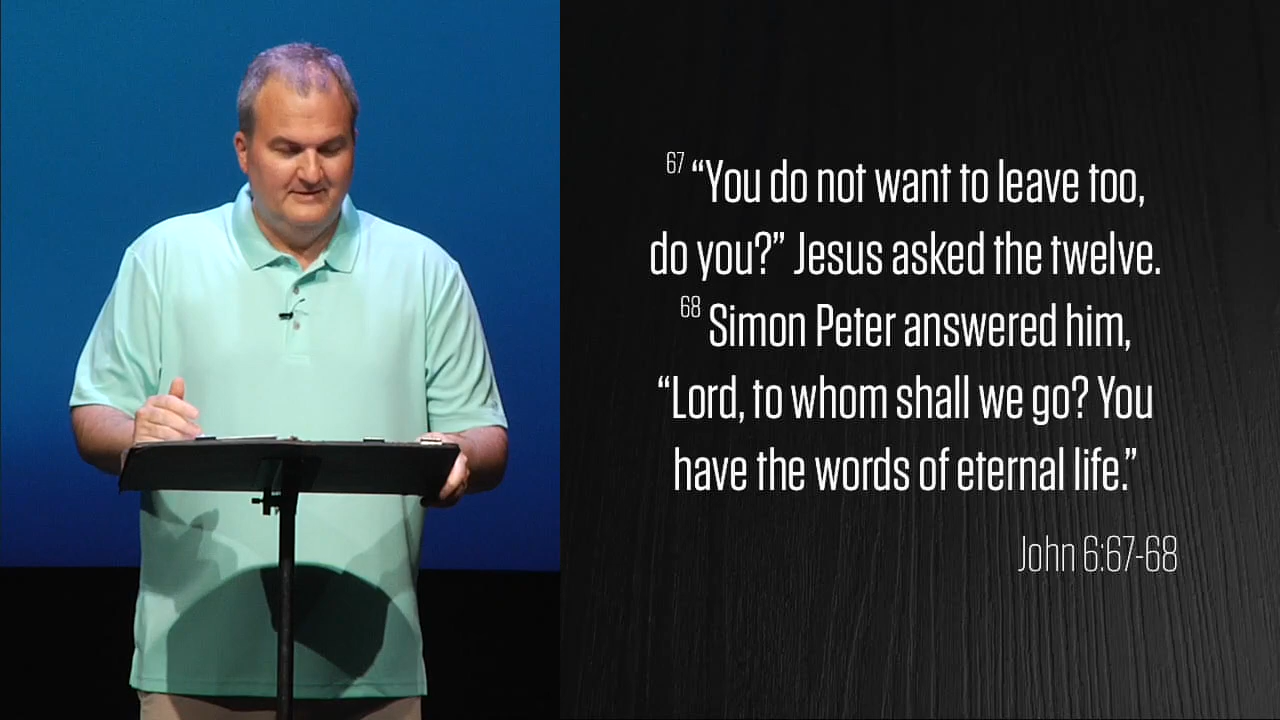 67 “You do not want to leave too,
do you?” Jesus asked the twelve.
68 Simon Peter answered him,
“Lord, to whom shall we go? You
have the words of eternal life.”
John 6:67-68